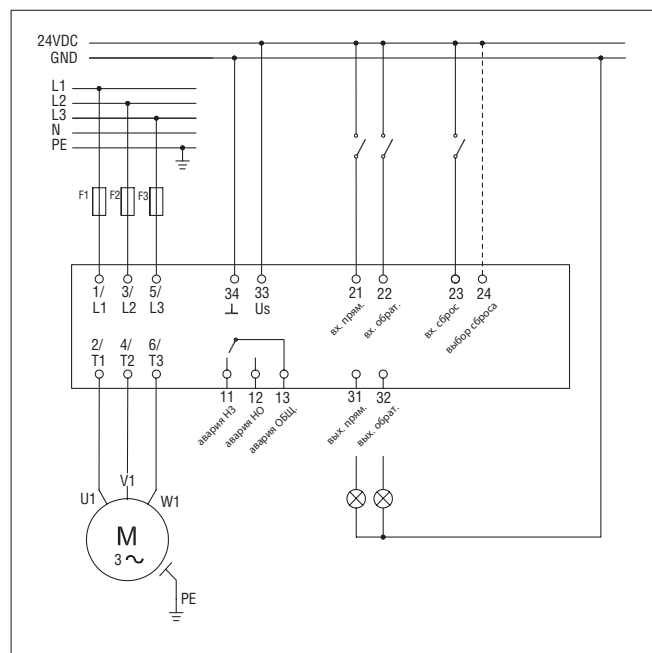 24VDC
GND
L1
L2
L3
N
PE
F1 F2 F3
1/ 3/ 5/ 34 33 21 22 23 24
L1 L2 L3 ⊥ Us
вх. прям. вх. обрат. вх. сброс выбор сброса
2/ 4/ 6/
T1 T2 T3
11 12 13 31 32
авария НЗ авария НО авария ОБЩ. вых. прям. вых. обрат.
U1 V1 W1
M
3 ~
PE